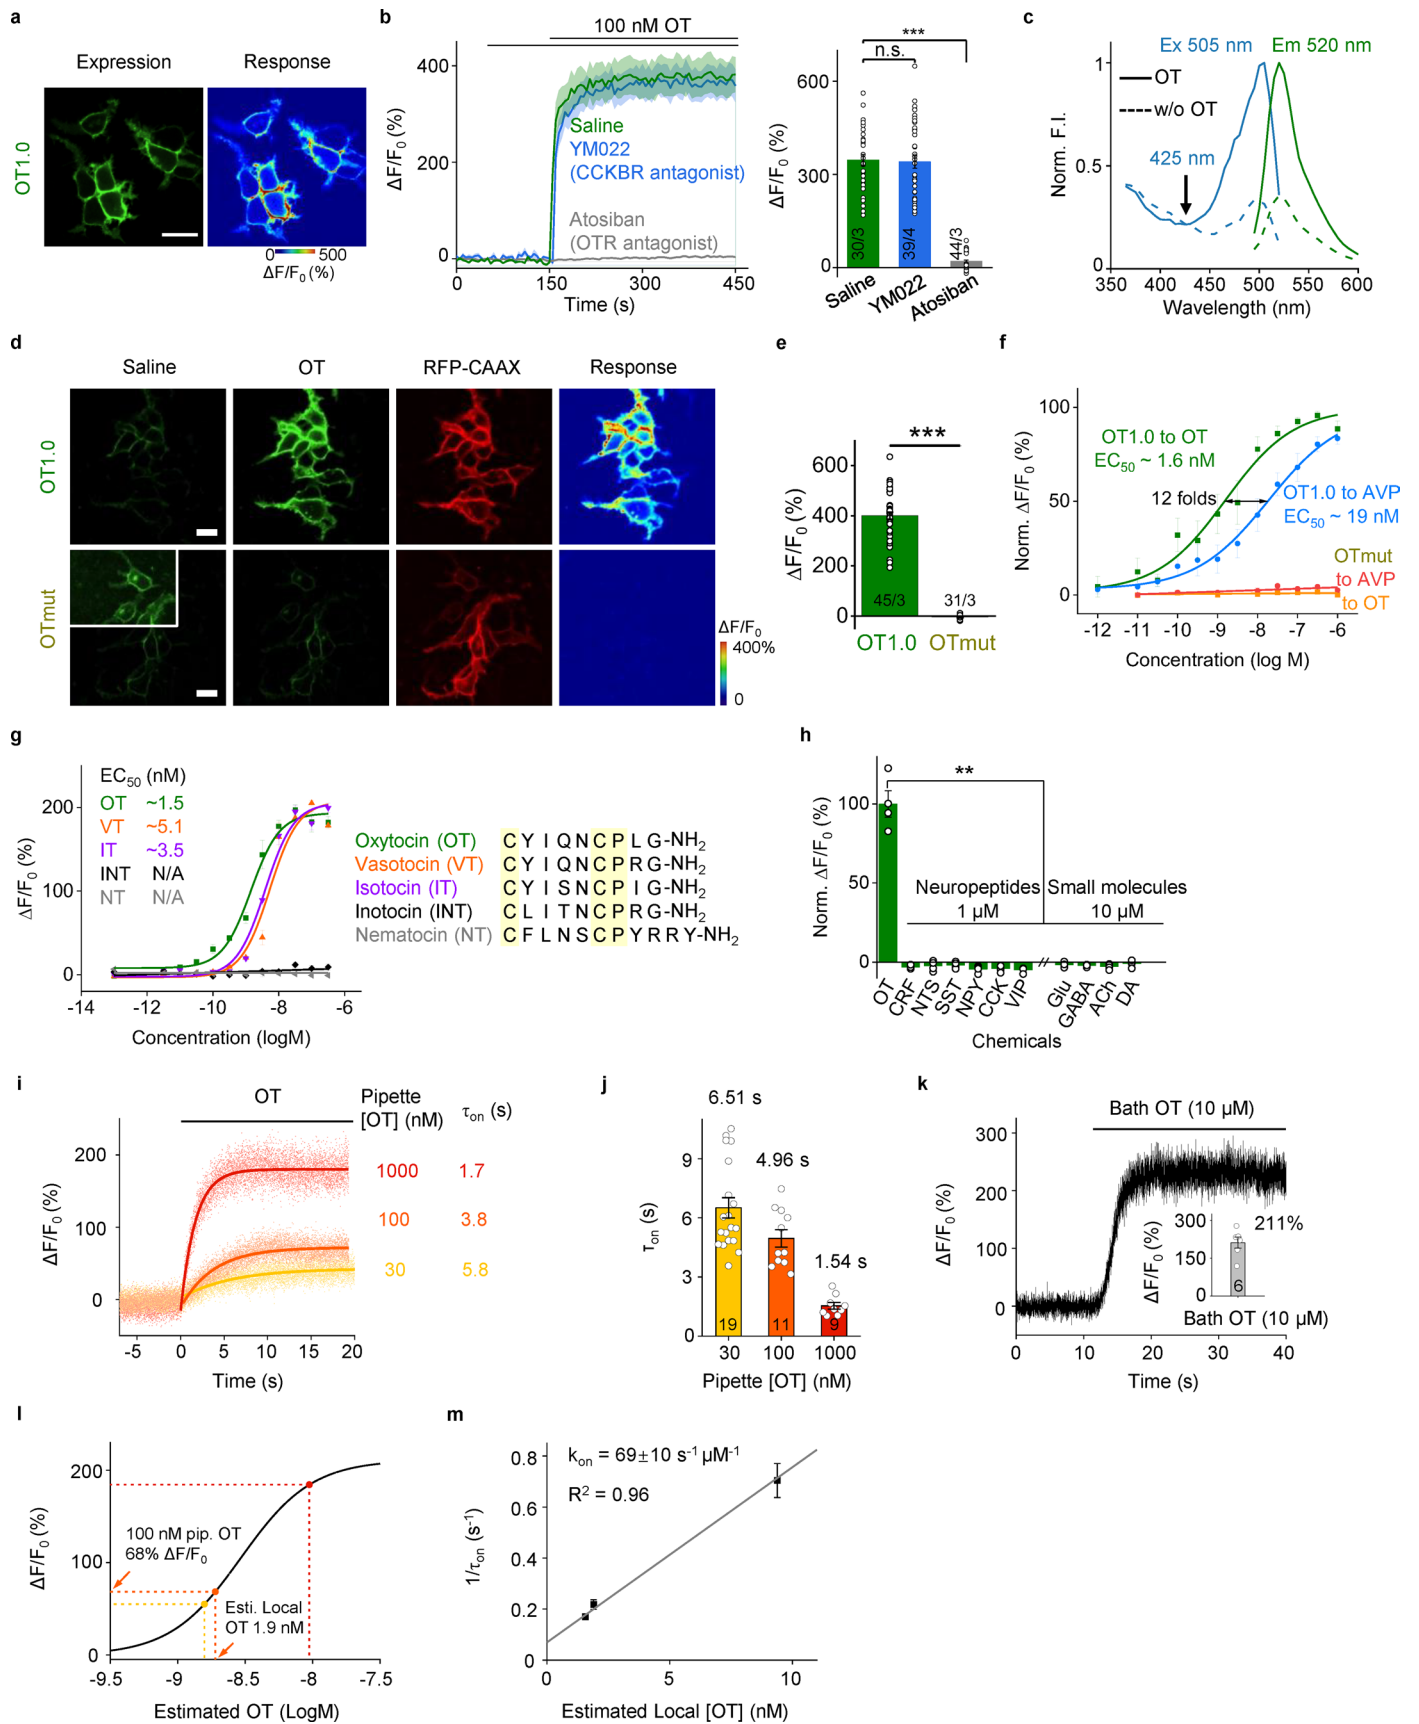 a
Expression
Response
OT1.0
0
500
ΔF/F0 (%)
b
100 nM OT
ΔF/F0 (%)
400
200
0
Saline
YM022
(CCKBR antagonist)
Atosiban
(OTR antagonist)
0
150
300
450
Time (s)
***
n.s.
ΔF/F0 (%)
600
300
0
30/3
39/4
44/3
Saline
YM022
Atosiban
c
Ex 505 nm
Em 520 nm
OT
w/o OT
425 nm
Norm. F.I.
1
0.5
0
350
400
450
500
550
600
Wavelength (nm)
d
Saline
OT
RFP-CAAX
Response
OT1.0
OTmut
ΔF/F0
400%
0
e
***
ΔF/F0 (%)
600
400
200
0
45/3
31/3
OT1.0
OTmut
f
Norm. ΔF/F0 (%)
100
50
0
OT1.0 to OT
EC50 ~ 1.6 nM
12 folds
OT1.0 to AVP
EC50 ~ 19 nM
OTmut
to AVP
to OT
-12
-11
-10
-9
-8
-7
-6
Concentration (log M)
g
EC50 (nM)
OT ~1.5
VT ~5.1
IT ~3.5
INT N/A
NT N/A
ΔF/F0 (%)
200
100
0
-14
-12
-10
-8
-6
Concentration (logM)
Oxytocin (OT) C Y I Q N C P L G-NH2
Vasotocin (VT) C Y I Q N C P R G-NH2
Isotocin (IT) C Y I S N C P I G-NH2
Inotocin (INT) C L I T N C P R G-NH2
Nematocin (NT) C F L N S C P Y R R Y-NH2
h
**
Norm. ΔF/F0 (%)
100
50
0
Neuropeptides
1 µM
Small molecules
10 µM
OT
CRF
NTS
SST
NPY
CCK
VIP
Glu
GABA
ACh
DA
Chemicals
i
OT
Pipette
[OT] (nM)
τon (s)
1000 1.7
100 3.8
30 5.8
ΔF/F0 (%)
200
100
0
-5
0
5
10
15
20
Time (s)
j
6.51 s
4.96 s
1.54 s
τon (s)
9
6
3
0
19
11
9
30
100
1000
Pipette [OT] (nM)
k
Bath OT (10 µM)
ΔF/F0 (%)
300
200
100
0
ΔF/F0 (%)
300
150
0
211%
6
Bath OT (10 µM)
0
10
20
30
40
Time (s)
l
ΔF/F0 (%)
200
100
0
100 nM pip. OT
68% ΔF/F0
Esti. Local
OT 1.9 nM
-9.5
-9
-8.5
-8
-7.5
Estimated OT (LogM)
m
kon = 69±10 s-1 µM-1
R2 = 0.96
1/τon (s-1)
0.8
0.6
0.4
0.2
0
0
5
10
Estimated Local [OT] (nM)